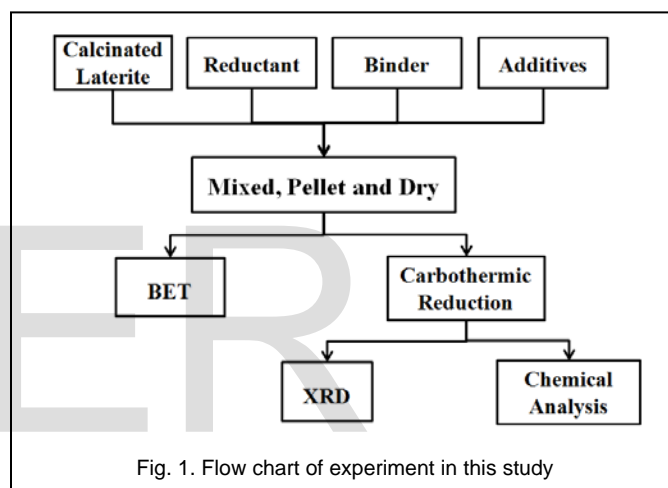 Calcinated
Laterite
Reductant
Binder
Additives
Mixed, Pellet and Dry
BET
Carbothermic
Reduction
XRD
Chemical
Analysis
ER
Fig. 1. Flow chart of experiment in this study